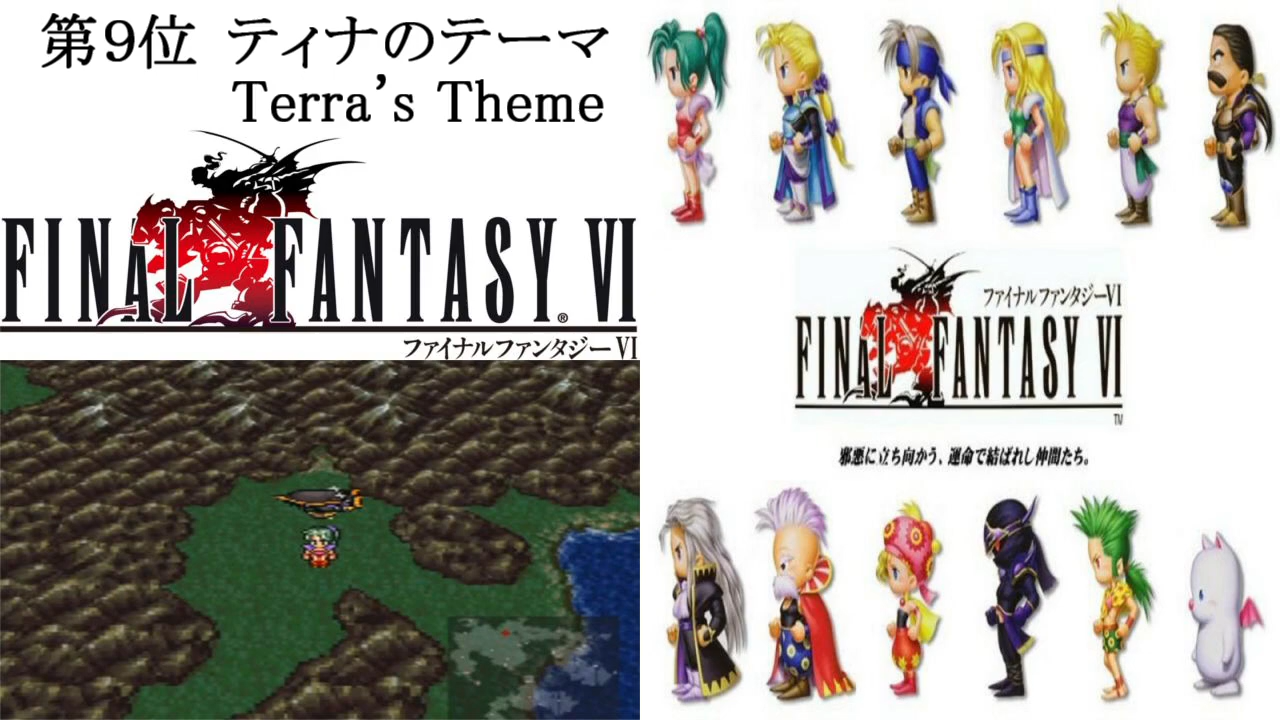 第9位 ティナのテーマ
Terra's Theme
FINAL FANTASY® VI
ファイナルファンタジーVI
ファイナルファンタジーVI
FINAL FANTASY VI
TM
邪悪に立ち向かう、運命で結ばれし仲間たち。